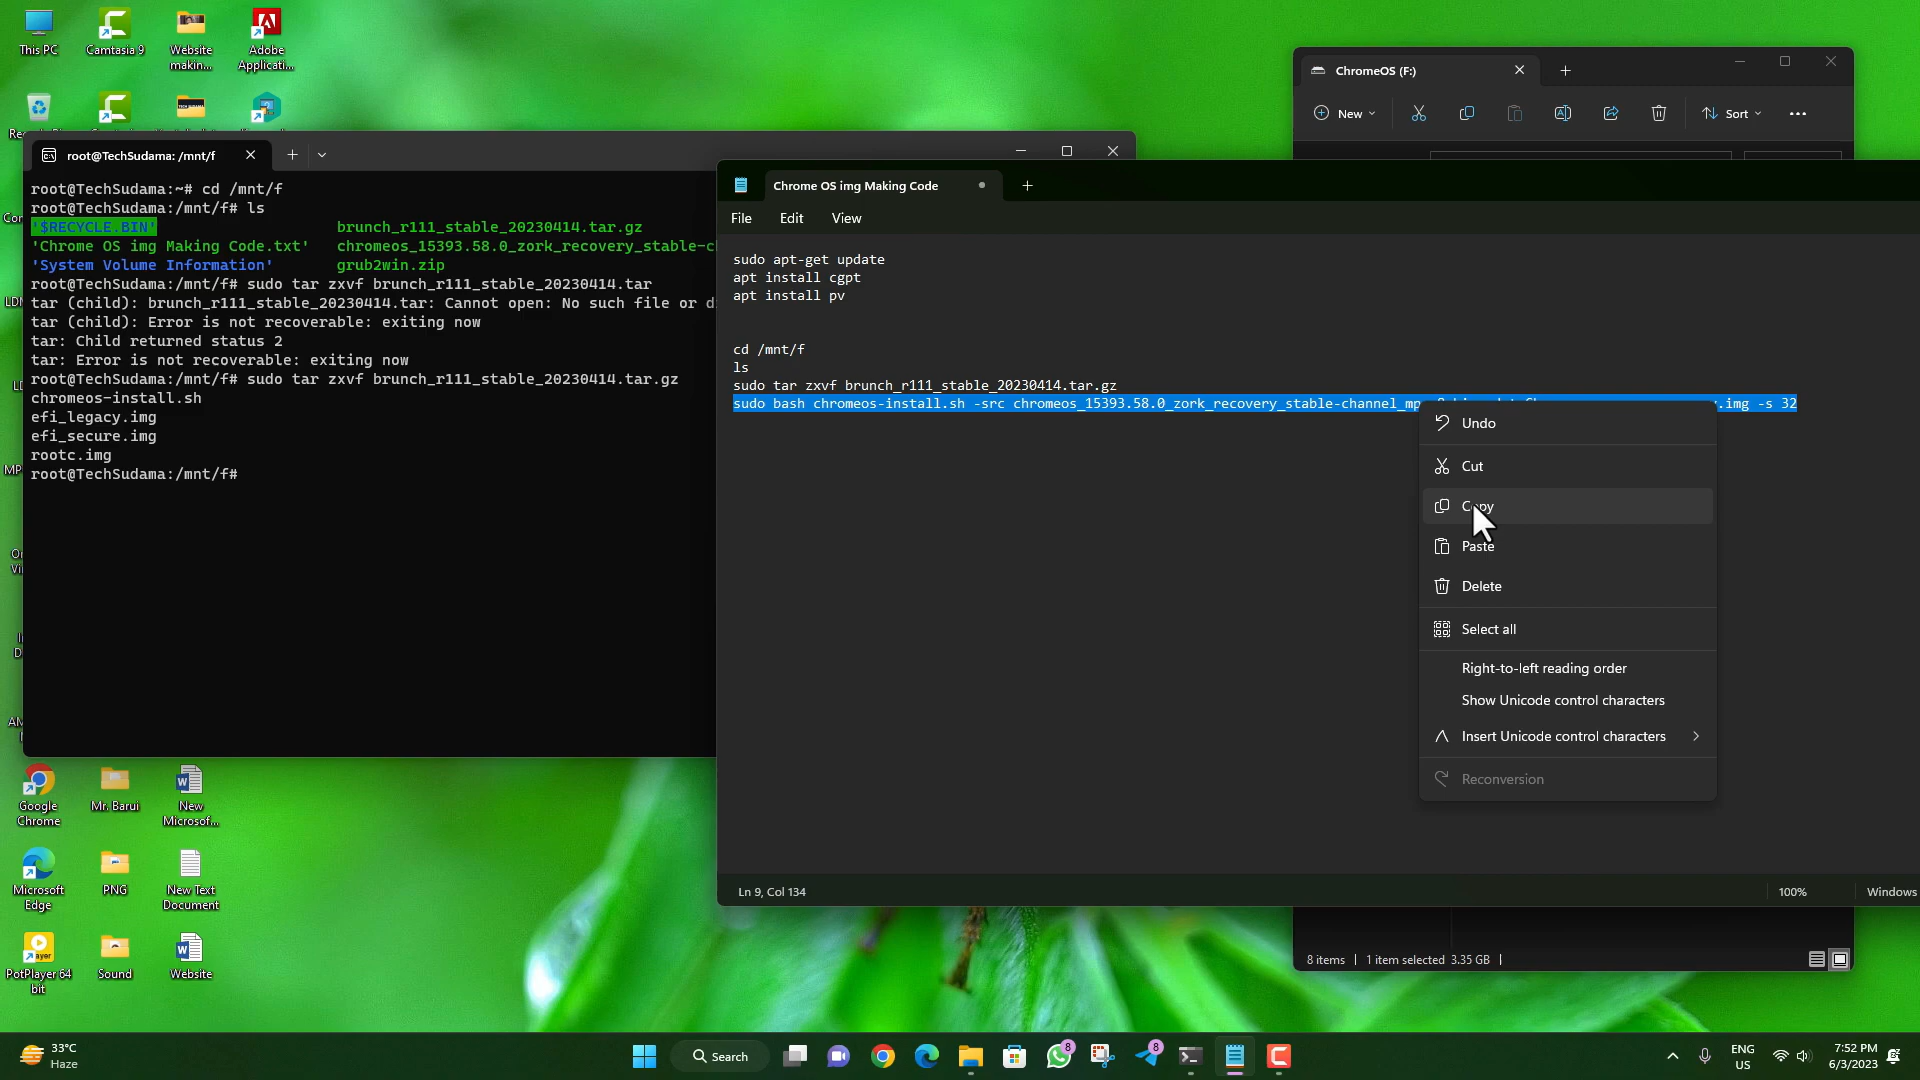 This PC
Camtasia 9
Website
makin...
Adobe
Applicati...
root@TechSudama: /mnt/f
root@TechSudama:~# cd /mnt/f
root@TechSudama:/mnt/f# ls
'$RECYCLE.BIN' brunch_r111_stable_20230414.tar.gz
'Chrome OS img Making Code.txt' chromeos_15393.58.0_zork_recovery_stable-c
'System Volume Information' grub2win.zip
root@TechSudama:/mnt/f# sudo tar zxvf brunch_r111_stable_20230414.tar
tar (child): brunch_r111_stable_20230414.tar: Cannot open: No such file or d
tar (child): Error is not recoverable: exiting now
tar: Child returned status 2
tar: Error is not recoverable: exiting now
root@TechSudama:/mnt/f# sudo tar zxvf brunch_r111_stable_20230414.tar.gz
chromeos-install.sh
efi_legacy.img
efi_secure.img
rootc.img
root@TechSudama:/mnt/f#
ChromeOS (F:)
New
Sort
Chrome OS img Making Code
File Edit View
sudo apt-get update
apt install cgpt
apt install pv
cd /mnt/f
ls
sudo tar zxvf brunch_r111_stable_20230414.tar.gz
sudo bash chromeos-install.sh -src chromeos_15393.58.0_zork_recovery_stable-channel_mp .img -s 32
Undo
Cut
Copy
Paste
Delete
Select all
Right-to-left reading order
Show Unicode control characters
Insert Unicode control characters
Reconversion
Ln 9, Col 134
100%
Windows
8 items
1 item selected 3.35 GB
Google
Chrome
Mr. Barui
New
Microsof...
Microsoft
Edge
PNG
New Text
Document
PotPlayer 64
bit
Sound
Website
33°C
Haze
Search
8
8
ENG
US
7:52 PM
6/3/2023